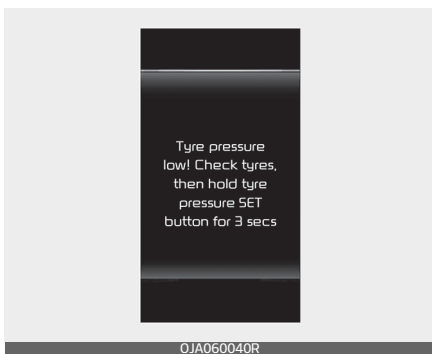 Tyre pressure
low! Check tyres,
then hold tyre
pressure SET
button for 3 secs
OJA060040R